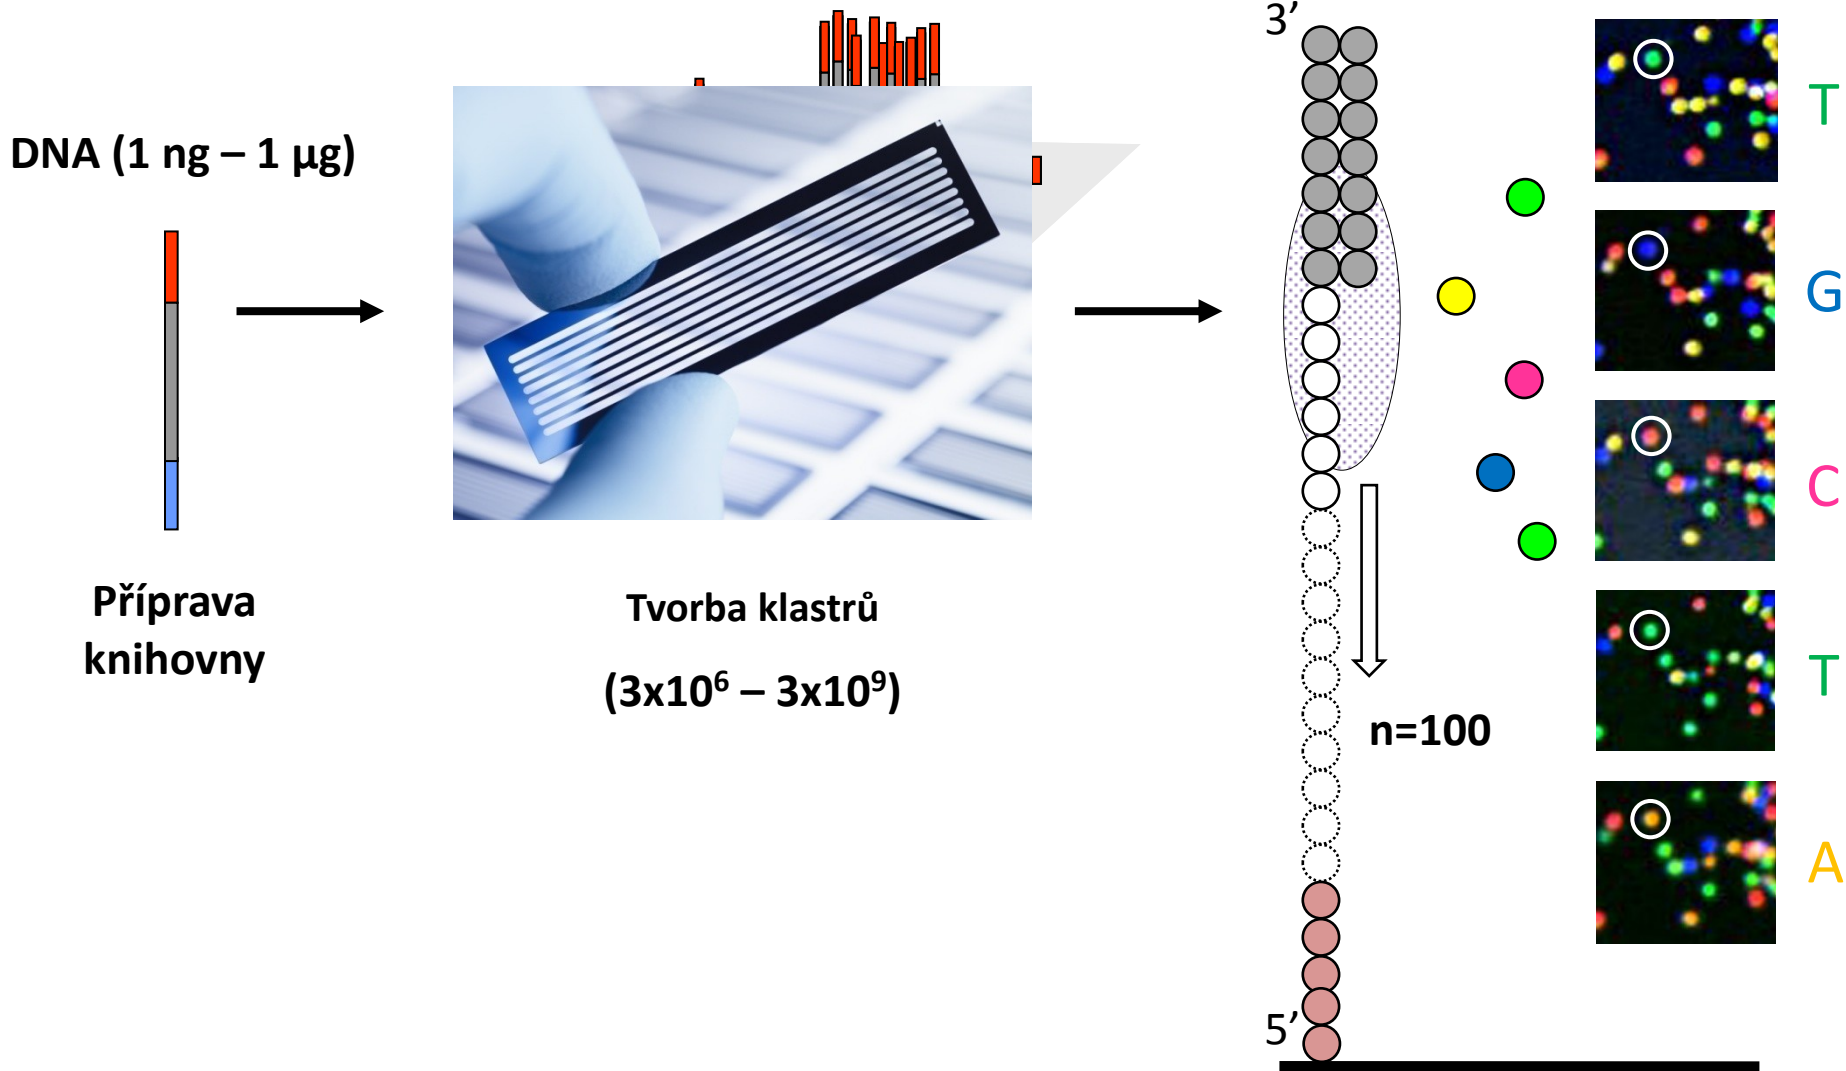 DNA (1 ng – 1 µg)
Příprava
knihovny
Tvorba klastrů
(3x10⁶ – 3x10⁹)
3’
n=100
5’
T
G
C
T
A